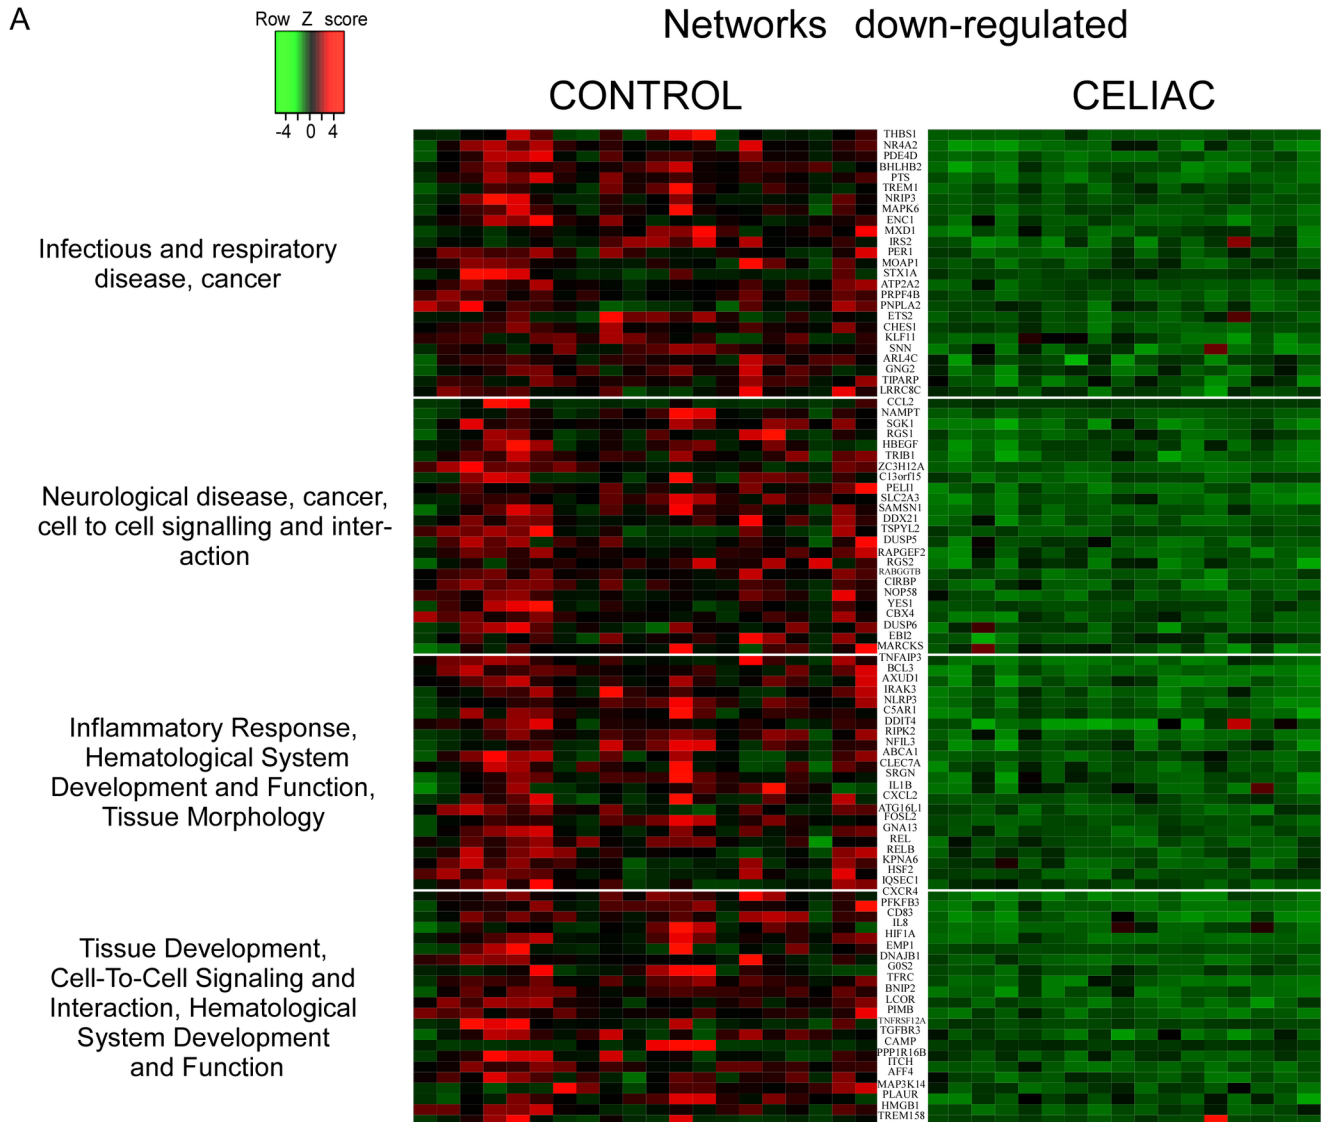 A
Row Z score
-4 0 4
Networks down-regulated
CONTROL
CELIAC
Infectious and respiratory
disease, cancer
THBS1
NR4A2
PDE4D
BHLHB2
PTS
TREM1
NRIP3
MAPK6
ENC1
MXD1
IRS2
PER1
MOAP1
STX1A
ATP2A2
PRPF4B
PNPLA2
ETS2
CHES1
KLF11
SNN
ARL4C
GNG2
TIPARP
LRRC8C
Neurological disease, cancer,
cell to cell signalling and inter-
action
CCL2
NAMPT
SGK1
RGS1
HBEGF
TRIB1
ZC3H12A
C13orf15
PELI1
SLC2A3
SAMSN1
DDX21
TSPYL2
DUSP5
RAPGEF2
RGS2
RABGGTB
CIRBP
NOP58
YES1
CBX4
DUSP6
EBI2
MARCKS
Inflammatory Response,
Hematological System
Development and Function,
Tissue Morphology
TNFAIP3
BCL3
AXUD1
IRAK3
NLRP3
C5AR1
DDIT4
RIPK2
NFIL3
ABCA1
CLEC7A
SRGN
IL1B
CXCL2
ATG16L1
FOSL2
GNA13
REL
RELB
KPNA6
HSF2
IQSEC1
Tissue Development,
Cell-To-Cell Signaling and
Interaction, Hematological
System Development
and Function
CXCR4
PFKFB3
CD83
IL8
HIF1A
EMP1
DNAJB1
G0S2
TFRC
BNIP2
LCOR
PIMB
TNFRSF12A
TGFBR3
CAMP
PPP1R16B
ITCH
AFF4
MAP3K14
PLAUR
HMGB1
TREM158